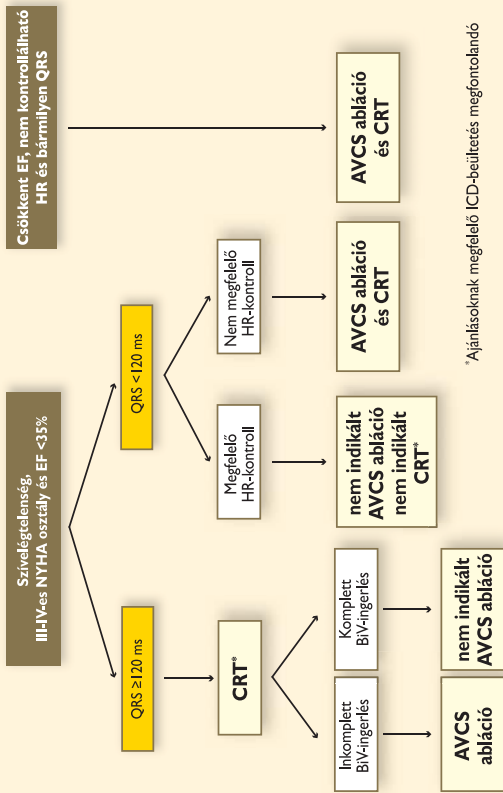 Szívelégtelenség,
III-IV-es NYHA osztály és EF <35%
Csökkent EF, nem kontrollálható
HR és bármilyen QRS
QRS ≥120 ms
QRS <120 ms
CRT*
Megfelelő
HR-kontroll
Nem megfelelő
HR-kontroll
Inkomplett
BiV-ingerlés
Komplett
BiV-ingerlés
nem indikált
AVCS abláció
nem indikált
CRT*
AVCS abláció
és CRT
AVCS abláció
és CRT
AVCS
abláció
nem indikált
AVCS abláció
*Ajánlásoknak megfelelő ICD-beültetés megfontolandó